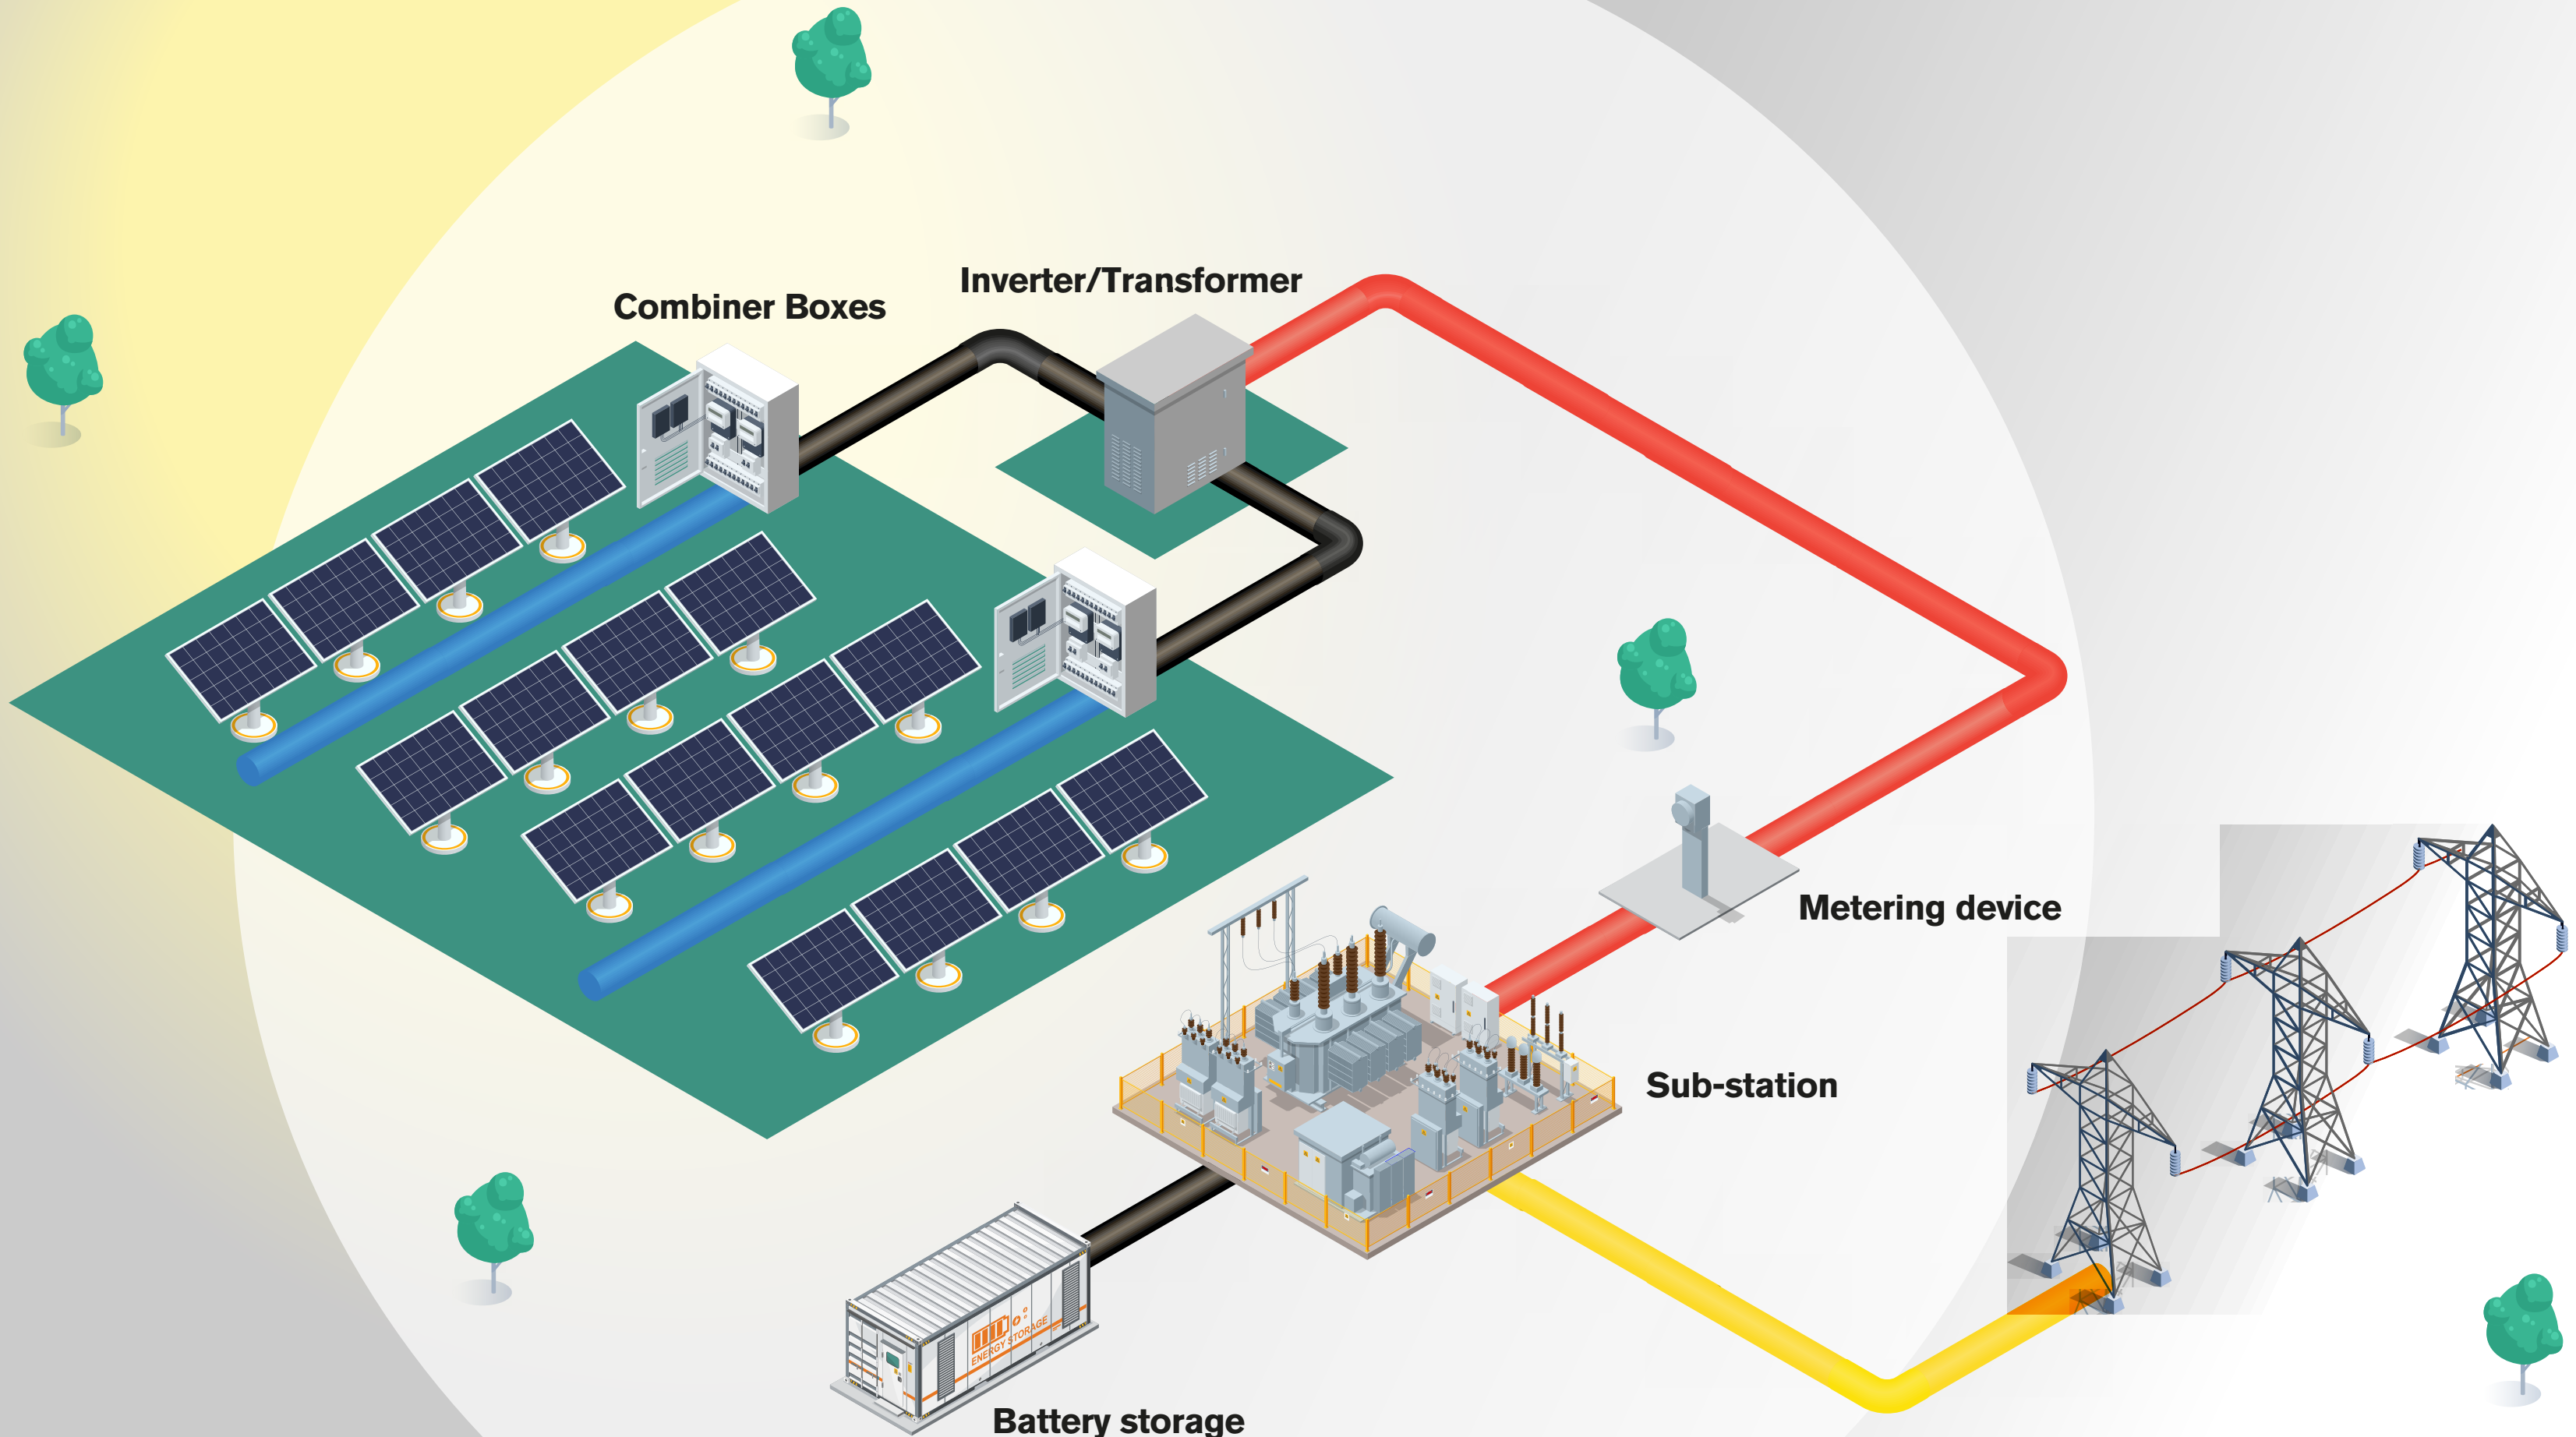 Inverter/Transformer
Combiner Boxes
Metering device
Sub-station
ENERGY STORAGE
Battery storage